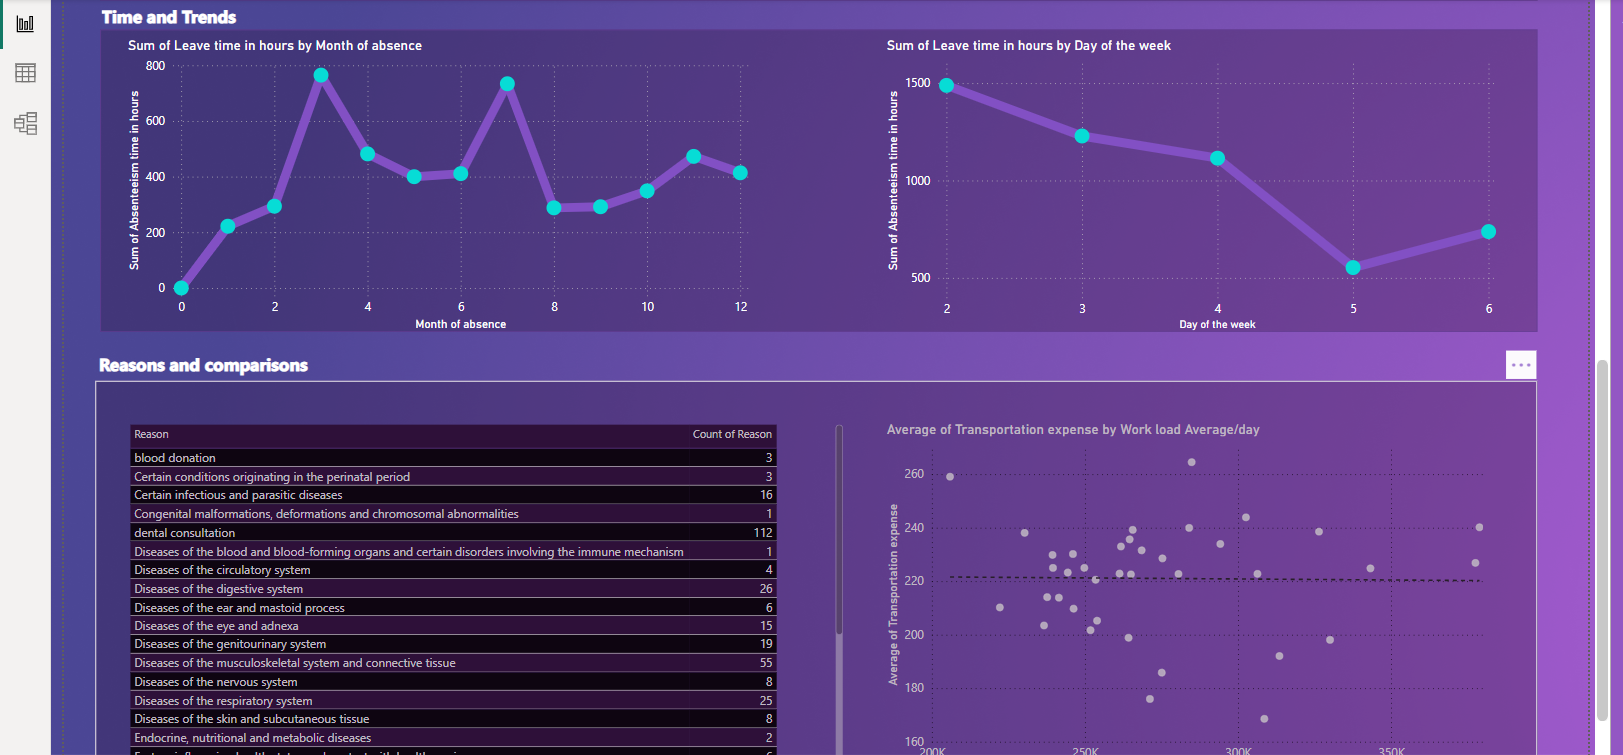 Time and Trends
Sum of Leave time in hours by Month of absence
Sum of Absenteeism time in hours
800
600
400
200
0
0 2 4 6 8 10 12
Month of absence
Sum of Leave time in hours by Day of the week
Sum of Absenteeism time in hours
1500
1000
500
2 3 4 5 6
Day of the week
Reasons and comparisons
Reason Count of Reason
blood donation 3
Certain conditions originating in the perinatal period 3
Certain infectious and parasitic diseases 16
Congenital malformations, deformations and chromosomal abnormalities 1
dental consultation 112
Diseases of the blood and blood-forming organs and certain disorders involving the immune mechanism 1
Diseases of the circulatory system 4
Diseases of the digestive system 26
Diseases of the ear and mastoid process 6
Diseases of the eye and adnexa 15
Diseases of the genitourinary system 19
Diseases of the musculoskeletal system and connective tissue 55
Diseases of the nervous system 8
Diseases of the respiratory system 25
Diseases of the skin and subcutaneous tissue 8
Endocrine, nutritional and metabolic diseases 2
Average of Transportation expense by Work load Average/day
Average of Transportation expense
260
240
220
200
180
160
200K 250K 300K 350K